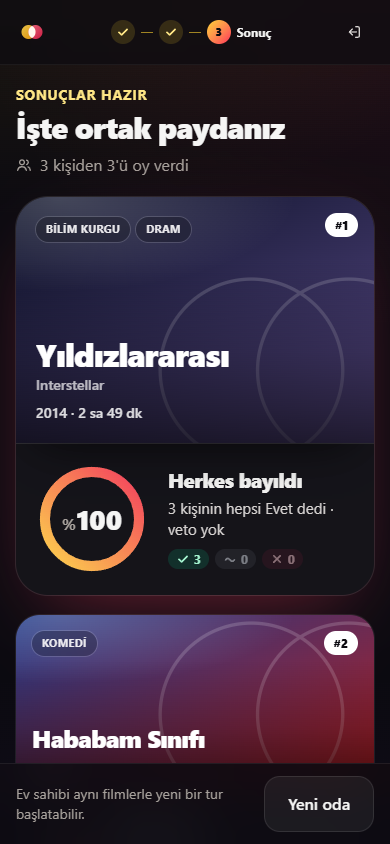 3 Sonuç
SONUÇLAR HAZIR
İşte ortak paydanız
3 kişiden 3'ü oy verdi
BİLİM KURGU DRAM #1
Yıldızlararası
Interstellar
2014 · 2 sa 49 dk
%100
Herkes bayıldı
3 kişinin hepsi Evet dedi ·
veto yok
3 0 0
KOMEDİ #2
Hababam Sınıfı
Ev sahibi aynı filmlerle yeni bir tur
başlatabilir.
Yeni oda